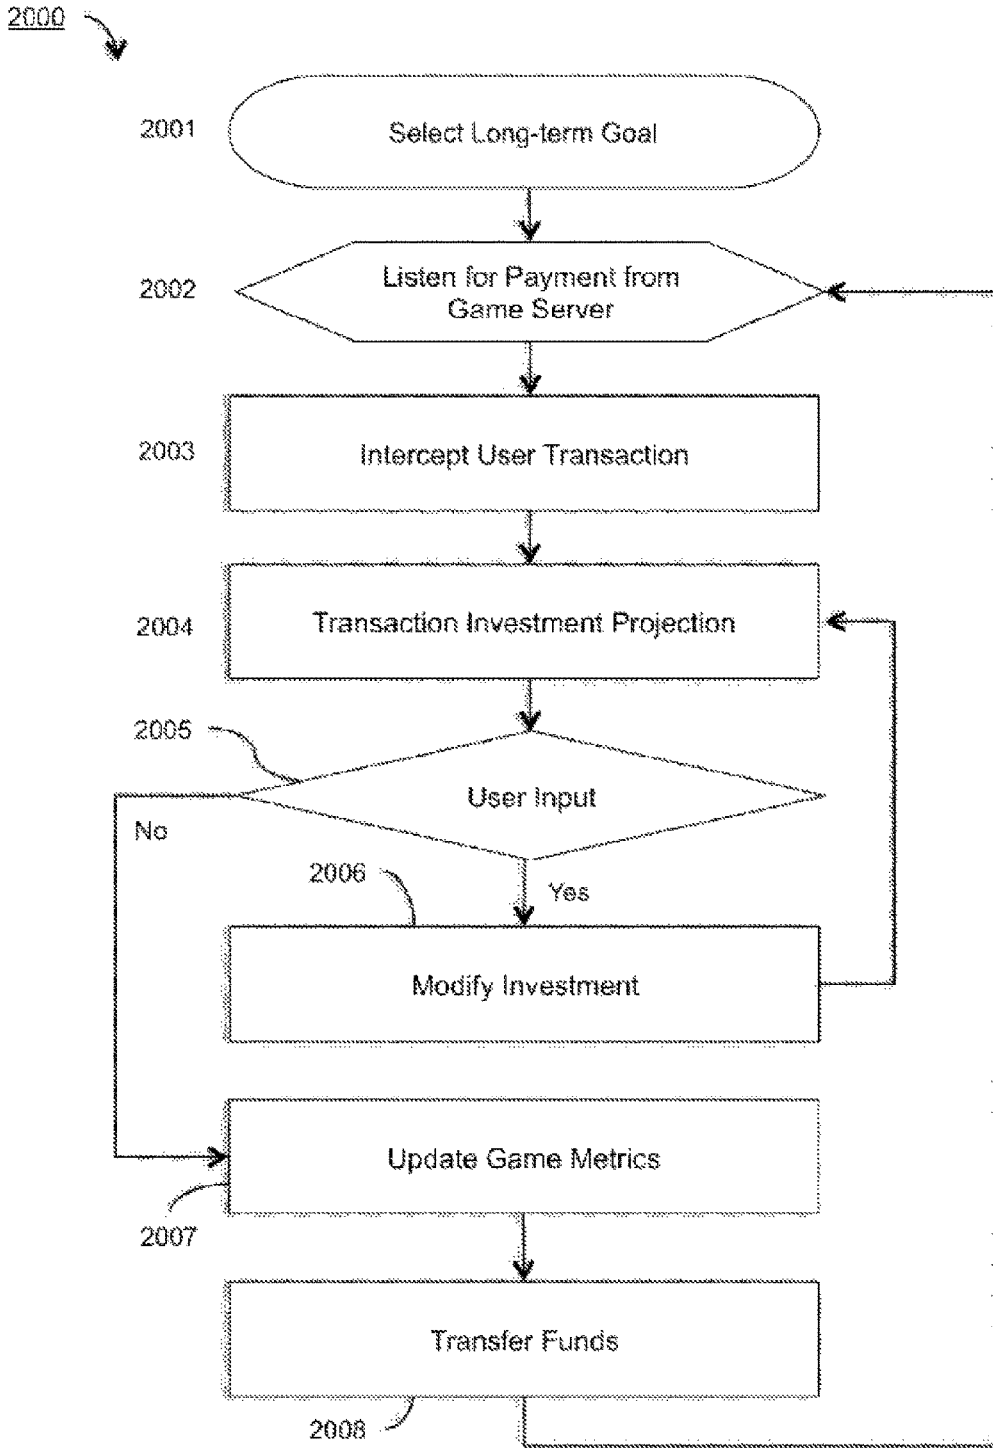 2000
2001
Select Long-term Goal
2002
Listen for Payment from
Game Server
2003
Intercept User Transaction
2004
Transaction Investment Projection
2005
User Input
No
2006
Yes
Modify Investment
Update Game Metrics
2007
Transfer Funds
2008